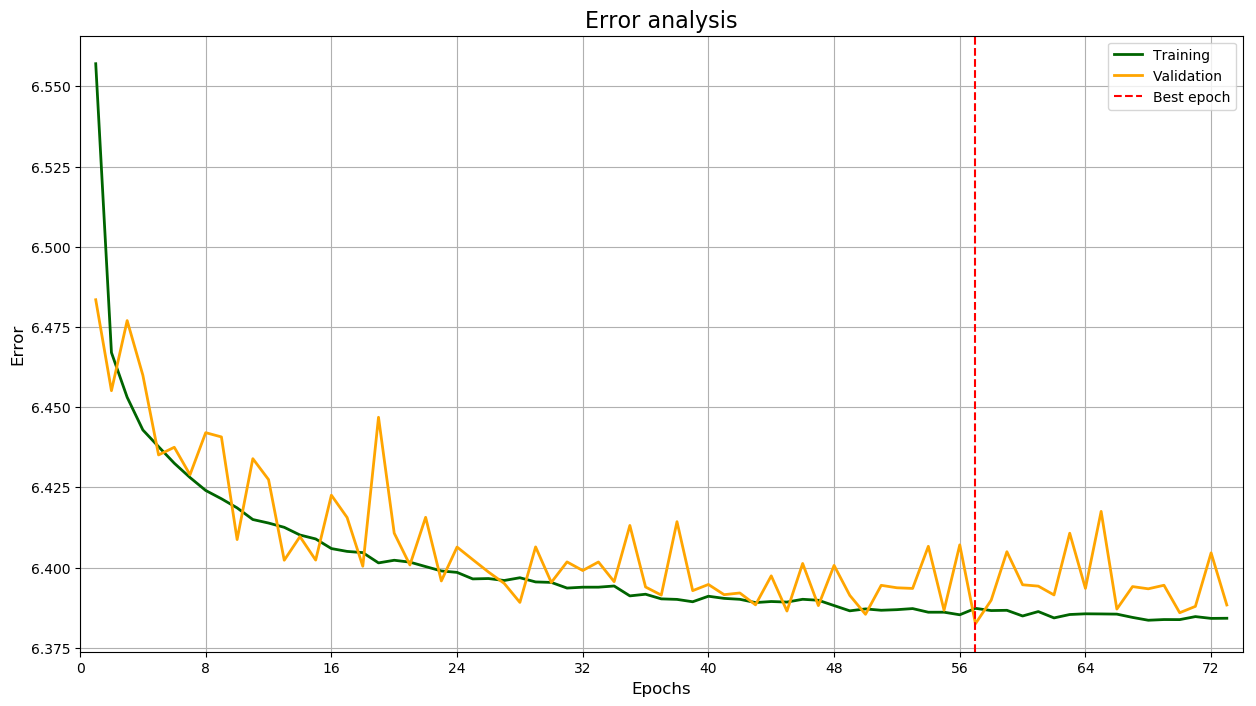 Error analysis
Training
Validation
Best epoch
6.550
6.525
6.500
6.475
6.450
6.425
6.400
6.375
Error
0 8 16 24 32 40 48 56 64 72
Epochs